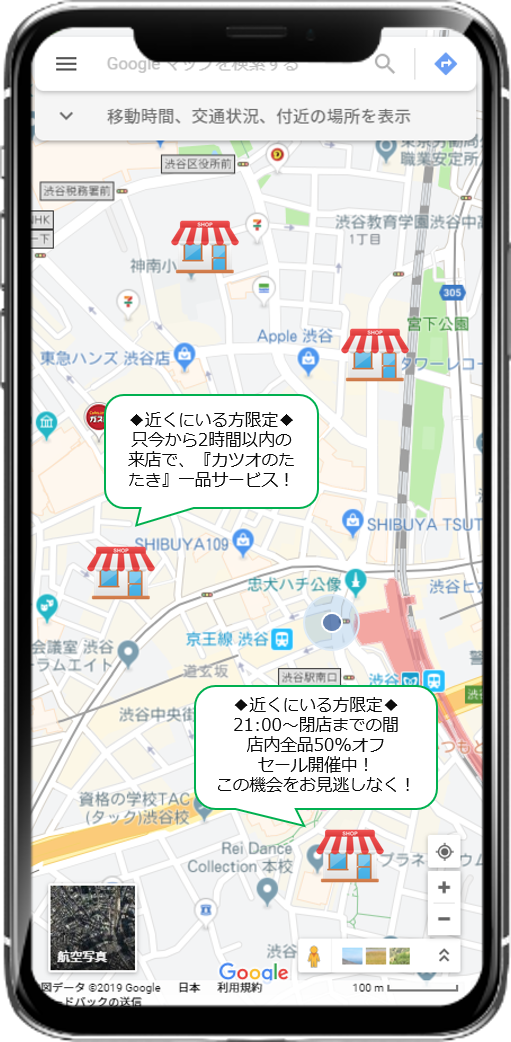 Google マップを検索する
移動時間、交通状況、付近の場所を表示
渋谷区役所前
職業安定所
渋谷税務署前
NHK
渋谷教育学園渋谷中高
1丁目
SHOP
神南小
305
宮下公園
Apple 渋谷
東急ハンズ 渋谷店
SHOP
タワーレコー
◆近くにいる方限定◆
只今から2時間以内の
来店で、『カツオのた
たき』一品サービス！
SHIBUYA TSUT
SHIBUYA109
SHOP
忠犬ハチ公像
渋谷ヒカ
京王線 渋谷
会議室 渋谷
ーラムエイト
道玄坂
渋谷駅南口
渋谷
渋谷中央街
◆近くにいる方限定◆
21:00～閉店までの間
店内全品50%オフ
セール開催中！
この機会をお見逃しなく！
資格の学校TAC
(タック)渋谷校
SHOP
Rei Dance
Collection 本校
プラネ
ウム
航空写真
渋谷
Google
図データ ©2019 Google
日本
利用規約
100 m
ードバックの送信